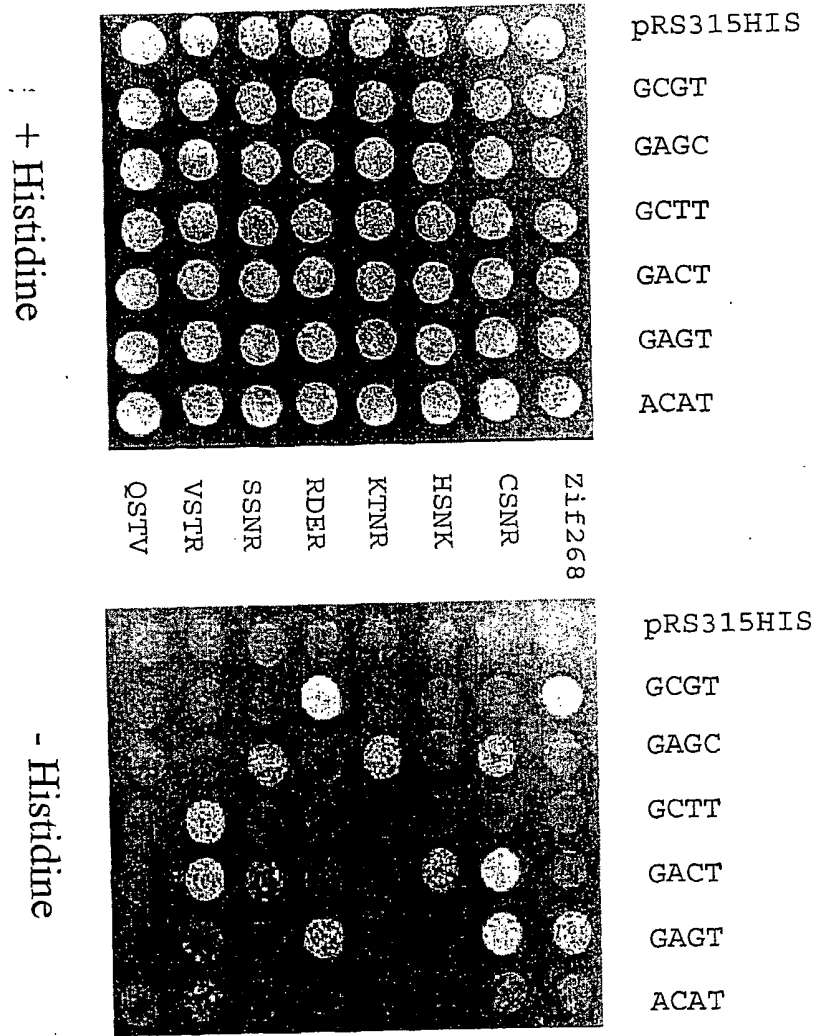 + Histidine
pRS315HIS
GCGT
GAGC
GCTT
GACT
GAGT
ACAT
QSTV
VSTR
SSNR
RDER
KTNR
HSNK
CSNR
Zif268
- Histidine
pRS315HIS
GCGT
GAGC
GCTT
GACT
GAGT
ACAT